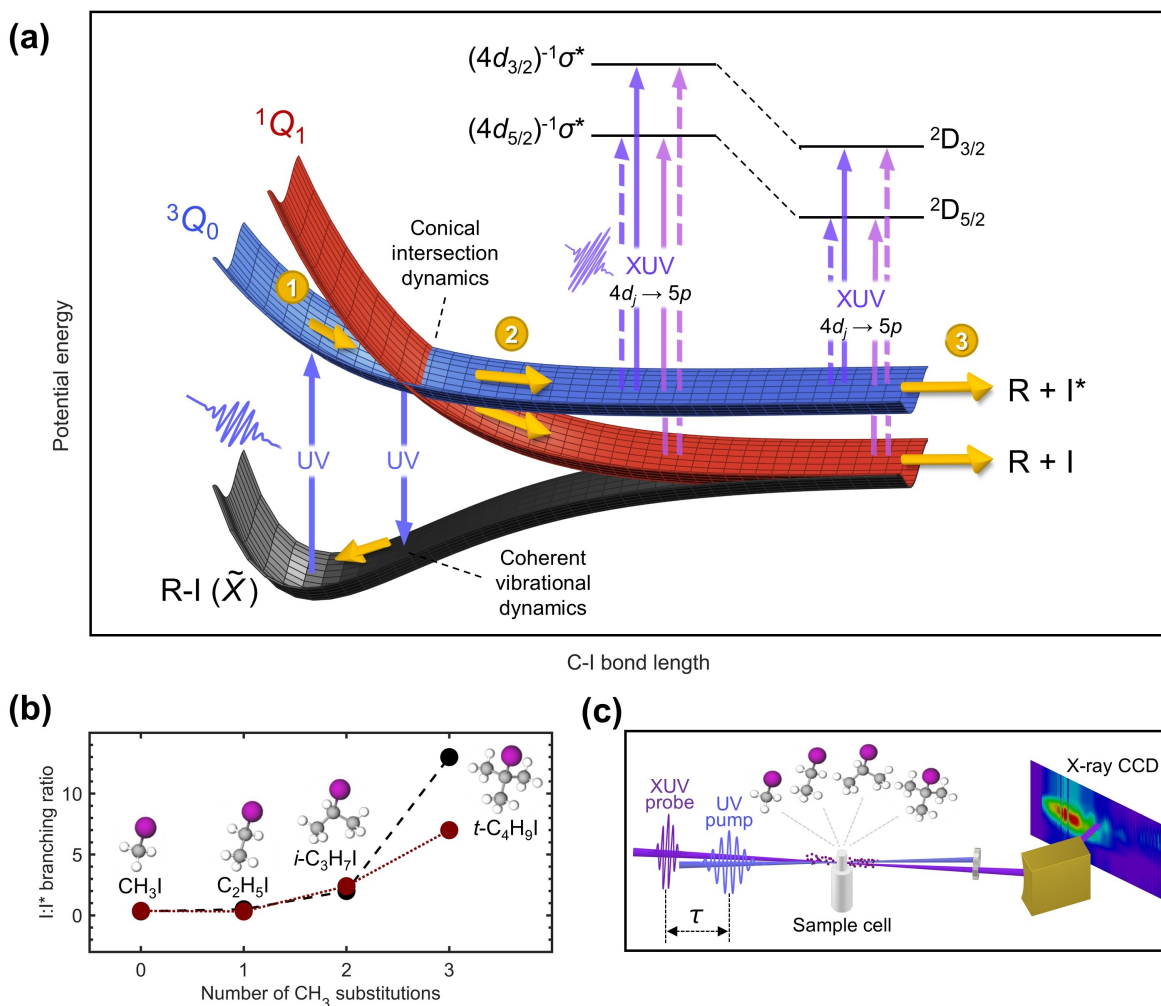 (a)
(4d3/2)-1σ*
(4d5/2)-1σ*
2D3/2
2D5/2
1Q1
3Q0
Conical
intersection
dynamics
XUV
4dj → 5p
XUV
4dj → 5p
1
2
3
R + I*
R + I
UV
UV
R-I (X̃)
Coherent
vibrational
dynamics
Potential energy
C-I bond length
(b)
I:I* branching ratio
10
5
0
CH3I
C2H5I
i-C3H7I
t-C4H9I
0 1 2 3
Number of CH3 substitutions
(c)
XUV
probe
UV
pump
X-ray CCD
τ
Sample cell